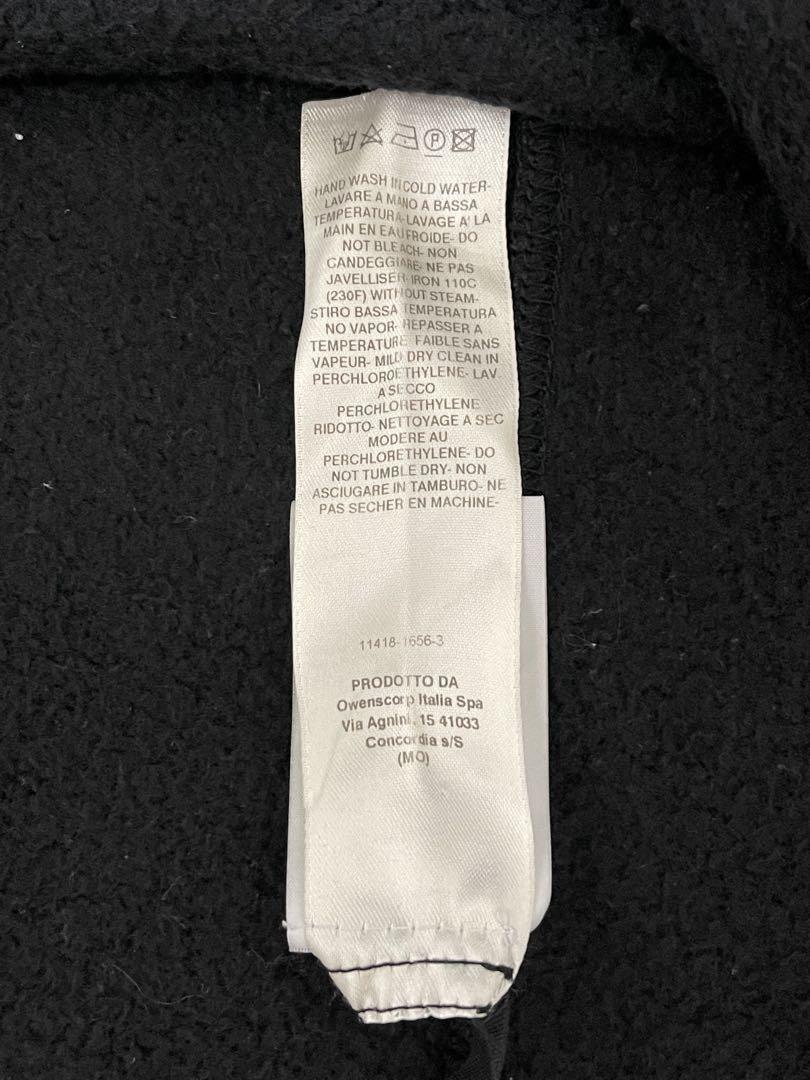 P
HAND WASH IN COLD WATER-
LAVARE A MANO A BASSA
TEMPERATURA-LAVAGE A' LA
MAIN EN EAU FROIDE- DO
NOT BLEACH- NON
CANDEGGIARE- NE PAS
JAVELLISER- IRON 110C
(230F) WITHOUT STEAM-
STIRO BASSA TEMPERATURA
NO VAPOR- REPASSER A
TEMPERATURE FAIBLE SANS
VAPEUR- MILD DRY CLEAN IN
PERCHLOROETHYLENE- LAV.
A SECCO
PERCHLORETHYLENE
RIDOTTO- NETTOYAGE A SEC
MODERE AU
PERCHLORETHYLENE- DO
NOT TUMBLE DRY- NON
ASCIUGARE IN TAMBURO- NE
PAS SECHER EN MACHINE-
11418-1656-3
PRODOTTO DA
Owenscorp Italia Spa
Via Agnini, 15 41033
Concordia s/S
(MO)